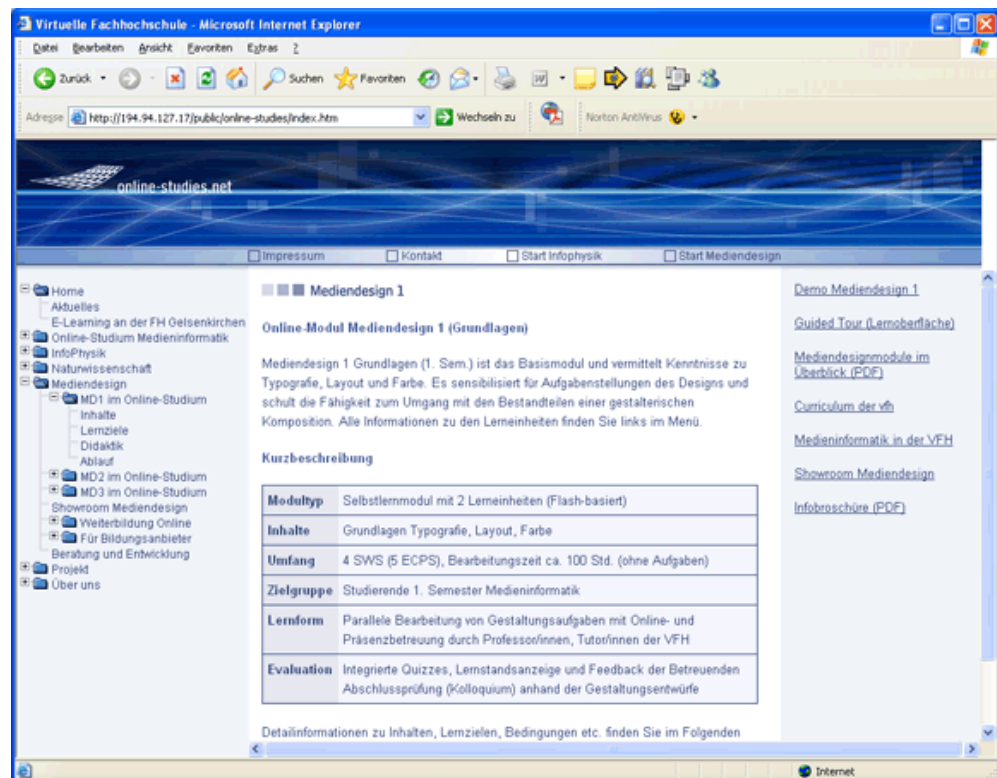 Virtuelle Fachhochschule - Microsoft Internet Explorer
Datei Bearbeiten Ansicht Favoriten Extras ?
Zurück Suchen Favoriten
Adresse http://194.94.127.17/public/online-studies/index.htm Wechseln zu Norton AntiVirus
online-studies.net
Impressum Kontakt Start Infophysik Start Mediendesign
Home
Aktuelles
E-Learning an der FH Gelsenkirchen
Online-Studium Medieninformatik
InfoPhysik
Naturwissenschaft
Mediendesign
MD1 im Online-Studium
Inhalte
Lernziele
Didaktik
Ablauf
MD2 im Online-Studium
MD3 im Online-Studium
Showroom Mediendesign
Weiterbildung Online
Für Bildungsanbieter
Beratung und Entwicklung
Projekt
Über uns
Mediendesign 1
Online-Modul Mediendesign 1 (Grundlagen)
Mediendesign 1 Grundlagen (1. Sem.) ist das Basismodul und vermittelt Kenntnisse zu
Typografie, Layout und Farbe. Es sensibilisiert für Aufgabenstellungen des Designs und
schult die Fähigkeit zum Umgang mit den Bestandteilen einer gestalterischen
Komposition. Alle Informationen zu den Lerneinheiten finden Sie links im Menü.
Kurzbeschreibung
Modultyp Selbstlernmodul mit 2 Lerneinheiten (Flash-basiert)
Inhalte Grundlagen Typografie, Layout, Farbe
Umfang 4 SWS (5 ECPS), Bearbeitungszeit ca. 100 Std. (ohne Aufgaben)
Zielgruppe Studierende 1. Semester Medieninformatik
Lernform Parallele Bearbeitung von Gestaltungsaufgaben mit Online- und
Präsenzbetreuung durch Professor/innen, Tutor/innen der VFH
Evaluation Integrierte Quizzes, Lernstandsanzeige und Feedback der Betreuenden
Abschlussprüfung (Kolloquium) anhand der Gestaltungsentwürfe
Detailinformationen zu Inhalten, Lernzielen, Bedingungen etc. finden Sie im Folgenden
Demo Mediendesign 1
Guided Tour (Lernoberfläche)
Mediendesignmodule im
Überblick (PDF)
Curriculum der vfh
Medieninformatik in der VFH
Showroom Mediendesign
Infobroschüre (PDF)
Internet